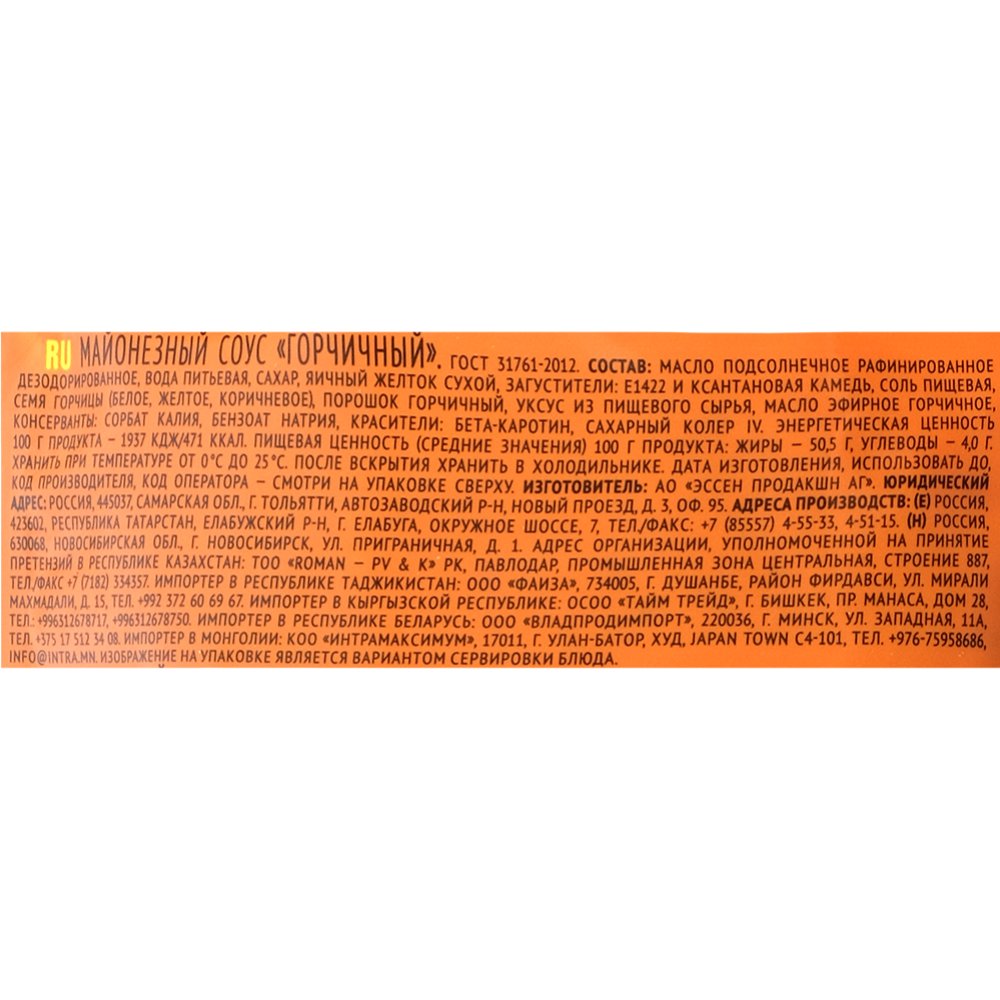 RU МАЙОНЕЗНЫЙ СОУС «ГОРЧИЧНЫЙ». ГОСТ 31761-2012. СОСТАВ: МАСЛО ПОДСОЛНЕЧНОЕ РАФИНИРОВАННОЕ
ДЕЗОДОРИРОВАННОЕ, ВОДА ПИТЬЕВАЯ, САХАР, ЯИЧНЫЙ ЖЕЛТОК СУХОЙ, ЗАГУСТИТЕЛИ: Е1422 И КСАНТАНОВАЯ КАМЕДЬ, СОЛЬ ПИЩЕВАЯ,
СЕМЯ ГОРЧИЦЫ (БЕЛОЕ, ЖЕЛТОЕ, КОРИЧНЕВОЕ), ПОРОШОК ГОРЧИЧНЫЙ, УКСУС ИЗ ПИЩЕВОГО СЫРЬЯ, МАСЛО ЭФИРНОЕ ГОРЧИЧНОЕ,
КОНСЕРВАНТЫ: СОРБАТ КАЛИЯ, БЕНЗОАТ НАТРИЯ, КРАСИТЕЛИ: БЕТА-КАРОТИН, САХАРНЫЙ КОЛЕР IV. ЭНЕРГЕТИЧЕСКАЯ ЦЕННОСТЬ
100 Г ПРОДУКТА – 1937 КДЖ/471 ККАЛ. ПИЩЕВАЯ ЦЕННОСТЬ (СРЕДНИЕ ЗНАЧЕНИЯ) 100 Г ПРОДУКТА: ЖИРЫ – 50,5 Г, УГЛЕВОДЫ – 4,0 Г.
ХРАНИТЬ ПРИ ТЕМПЕРАТУРЕ ОТ 0°С ДО 25°С. ПОСЛЕ ВСКРЫТИЯ ХРАНИТЬ В ХОЛОДИЛЬНИКЕ. ДАТА ИЗГОТОВЛЕНИЯ, ИСПОЛЬЗОВАТЬ ДО,
КОД ПРОИЗВОДИТЕЛЯ, КОД ОПЕРАТОРА – СМОТРИ НА УПАКОВКЕ СВЕРХУ. ИЗГОТОВИТЕЛЬ: АО «ЭССЕН ПРОДАКШН АГ». ЮРИДИЧЕСКИЙ
АДРЕС: РОССИЯ, 445037, САМАРСКАЯ ОБЛ., Г. ТОЛЬЯТТИ, АВТОЗАВОДСКИЙ Р-Н, НОВЫЙ ПРОЕЗД, Д. 3, ОФ. 95. АДРЕСА ПРОИЗВОДСТВ: (Е) РОССИЯ,
423602, РЕСПУБЛИКА ТАТАРСТАН, ЕЛАБУЖСКИЙ Р-Н, Г. ЕЛАБУГА, ОКРУЖНОЕ ШОССЕ, 7, ТЕЛ./ФАКС: +7 (85557) 4-55-33, 4-51-15. (Н) РОССИЯ,
630068, НОВОСИБИРСКАЯ ОБЛ., Г. НОВОСИБИРСК, УЛ. ПРИГРАНИЧНАЯ, Д. 1. АДРЕС ОРГАНИЗАЦИИ, УПОЛНОМОЧЕННОЙ НА ПРИНЯТИЕ
ПРЕТЕНЗИЙ В РЕСПУБЛИКЕ КАЗАХСТАН: ТОО «ROMAN – PV & K» РК, ПАВЛОДАР, ПРОМЫШЛЕННАЯ ЗОНА ЦЕНТРАЛЬНАЯ, СТРОЕНИЕ 887,
ТЕЛ/ФАКС +7 (7182) 334357. ИМПОРТЕР В РЕСПУБЛИКЕ ТАДЖИКИСТАН: ООО «ФАИЗА», 734005, Г. ДУШАНБЕ, РАЙОН ФИРДАВСИ, УЛ. МИРАЛИ
МАХМАДАЛИ, Д. 15, ТЕЛ. +992 372 60 69 67. ИМПОРТЕР В КЫРГЫЗСКОЙ РЕСПУБЛИКЕ: ОСОО «ТАЙМ ТРЕЙД», Г. БИШКЕК, ПР. МАНАСА, ДОМ 28,
ТЕЛ.: +996312678717, +996312678750. ИМПОРТЕР В РЕСПУБЛИКЕ БЕЛАРУСЬ: ООО «ВЛАДПРОДИМПОРТ», 220036, Г. МИНСК, УЛ. ЗАПАДНАЯ, 11А,
ТЕЛ. +375 17 512 34 08. ИМПОРТЕР В МОНГОЛИИ: КОО «ИНТРАМАКСИМУМ», 17011, Г. УЛАН-БАТОР, ХУД, JAPAN TOWN C4-101, ТЕЛ. +976-75958686,
INFO@INTRA.MN. ИЗОБРАЖЕНИЕ НА УПАКОВКЕ ЯВЛЯЕТСЯ ВАРИАНТОМ СЕРВИРОВКИ БЛЮДА.